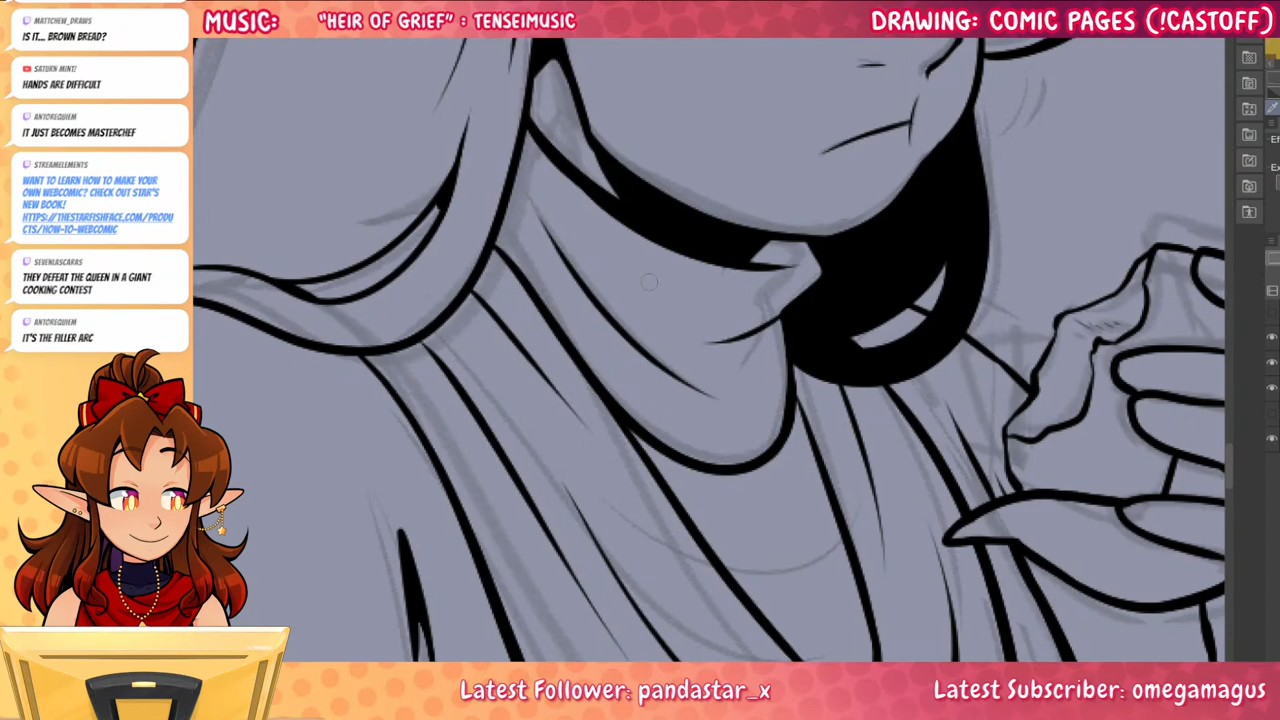 MUSIC: "HEIR OF GRIEF" : TENSEIMUSIC
DRAWING: COMIC PAGES (!CASTOFF)
MATTCHEW_DRAWS
IS IT... BROWN BREAD?
SATURN MINT!
HANDS ARE DIFFICULT
ANTOREQUIEM
IT JUST BECOMES MASTERCHEF
STREAMELEMENTS
WANT TO LEARN HOW TO MAKE YOUR
OWN WEBCOMIC? CHECK OUT STAR'S
NEW BOOK!
HTTPS://THESTARFISHFACE.COM/PRODU
CTS/HOW-TO-WEBCOMIC
SEVENLASCARAS
THEY DEFEAT THE QUEEN IN A GIANT
COOKING CONTEST
ANTOREQUIEM
IT'S THE FILLER ARC
Latest Follower: pandastar_x
Latest Subscriber: omegamagus